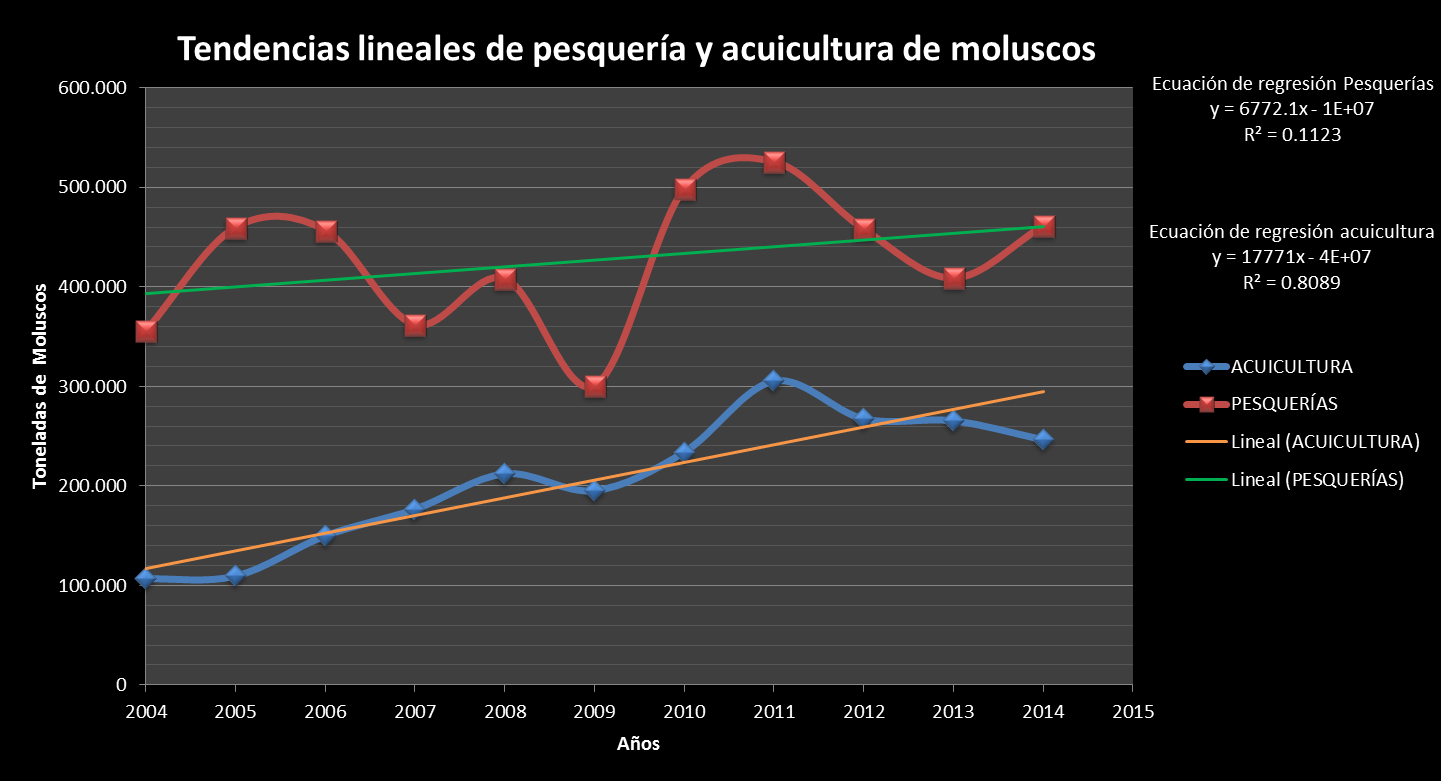 Tendencias lineales de pesquería y acuicultura de moluscos
Ecuación de regresión Pesquerías
y = 6772.1x - 1E+07
R² = 0.1123
Ecuación de regresión acuicultura
y = 17771x - 4E+07
R² = 0.8089
ACUICULTURA
PESQUERÍAS
Lineal (ACUICULTURA)
Lineal (PESQUERÍAS)
Toneladas de Moluscos
600.000
500.000
400.000
300.000
200.000
100.000
0
2004 2005 2006 2007 2008 2009 2010 2011 2012 2013 2014 2015
Años